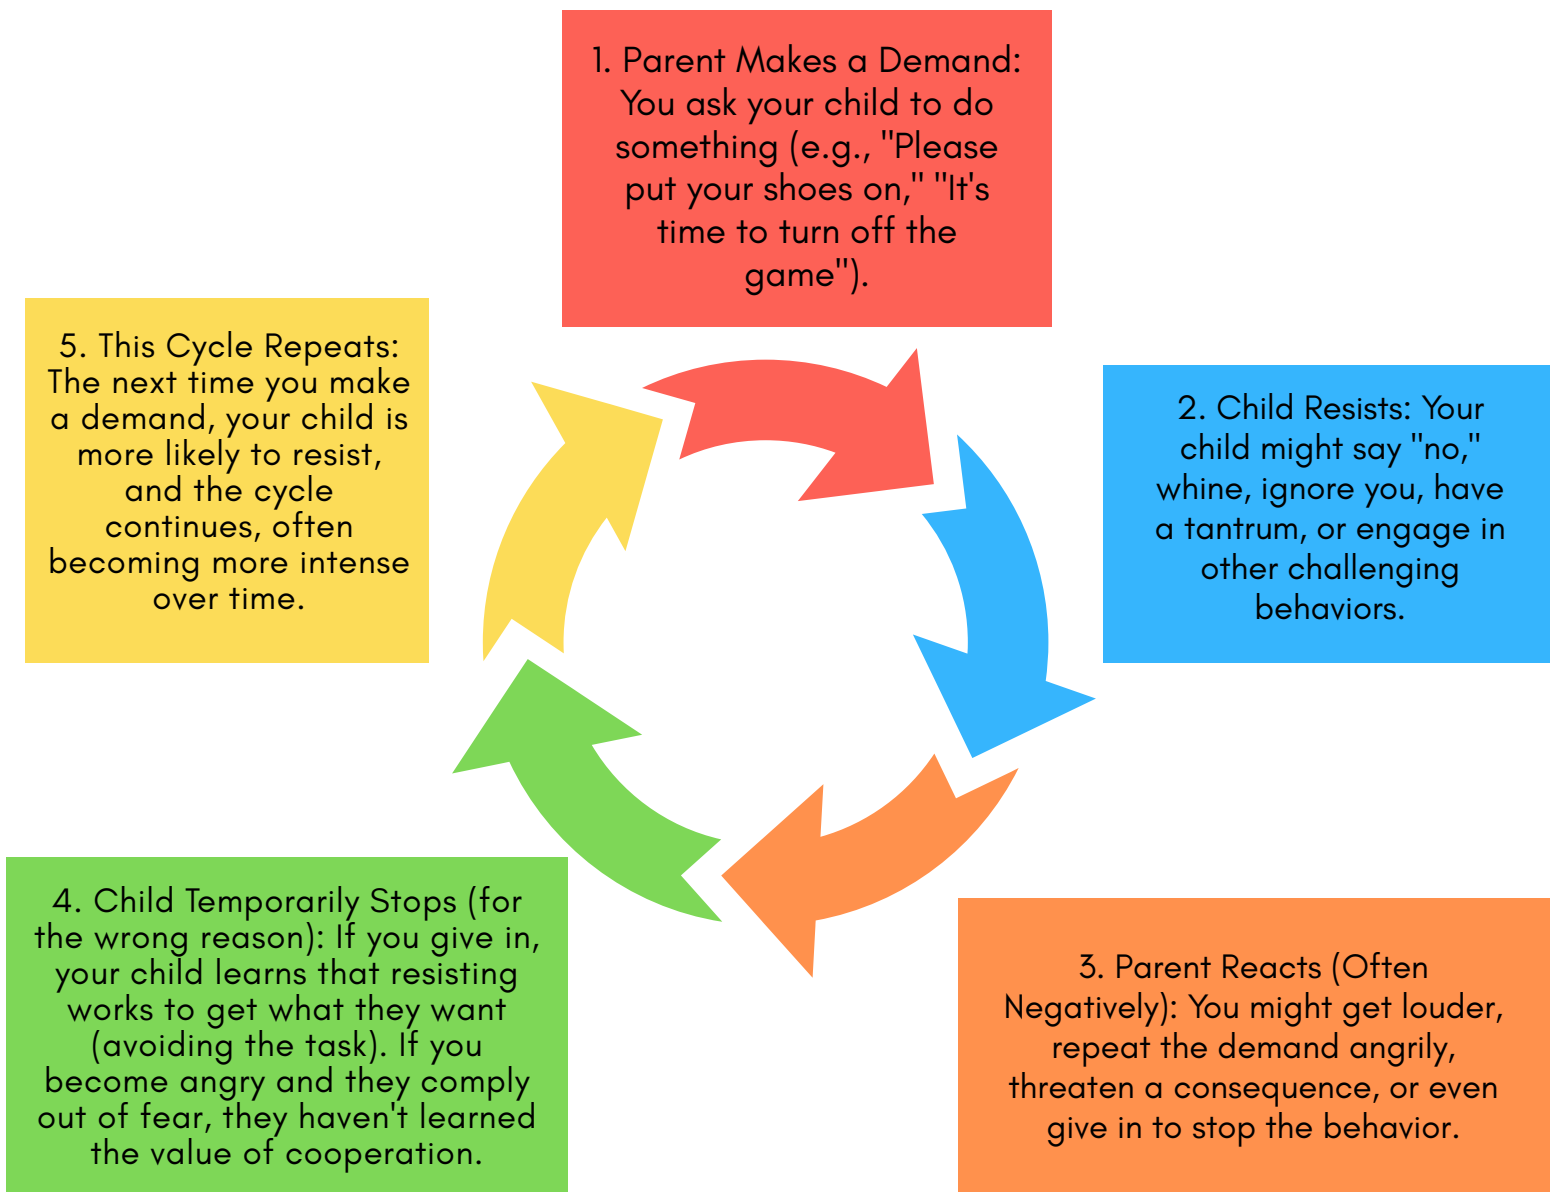 1. Parent Makes a Demand:
You ask your child to do
something (e.g., "Please
put your shoes on," "It's
time to turn off the
game").
2. Child Resists: Your
child might say "no,"
whine, ignore you, have
a tantrum, or engage in
other challenging
behaviors.
3. Parent Reacts (Often
Negatively): You might get louder,
repeat the demand angrily,
threaten a consequence, or even
give in to stop the behavior.
4. Child Temporarily Stops (for
the wrong reason): If you give in,
your child learns that resisting
works to get what they want
(avoiding the task). If you
become angry and they comply
out of fear, they haven't learned
the value of cooperation.
5. This Cycle Repeats:
The next time you make
a demand, your child is
more likely to resist,
and the cycle
continues, often
becoming more intense
over time.